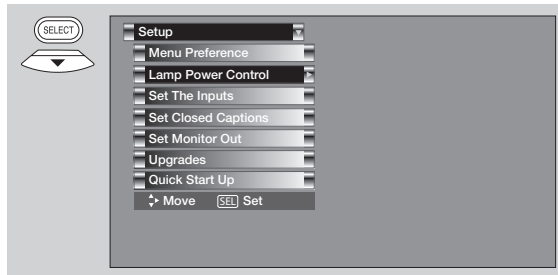 SELECT
Setup
Menu Preference
Lamp Power Control
Set The Inputs
Set Closed Captions
Set Monitor Out
Upgrades
Quick Start Up
Move SEL Set